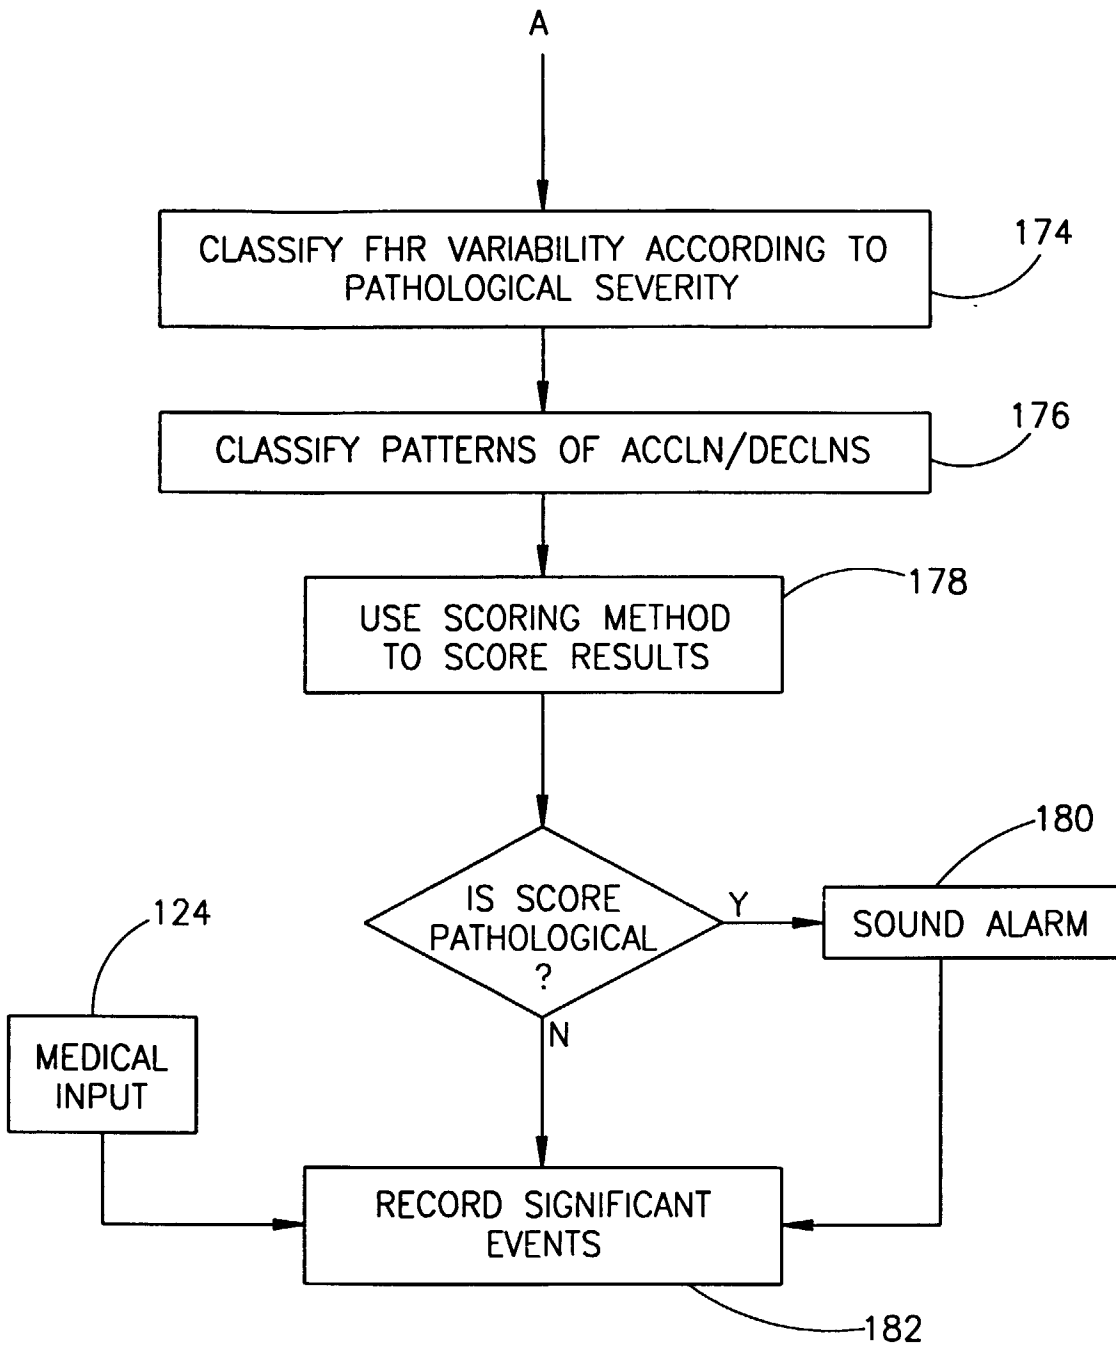 A
CLASSIFY FHR VARIABILITY ACCORDING TO
PATHOLOGICAL SEVERITY
174
CLASSIFY PATTERNS OF ACCLN/DECLNS
176
USE SCORING METHOD
TO SCORE RESULTS
178
IS SCORE
PATHOLOGICAL
?
Y
N
SOUND ALARM
180
124
MEDICAL
INPUT
RECORD SIGNIFICANT
EVENTS
182